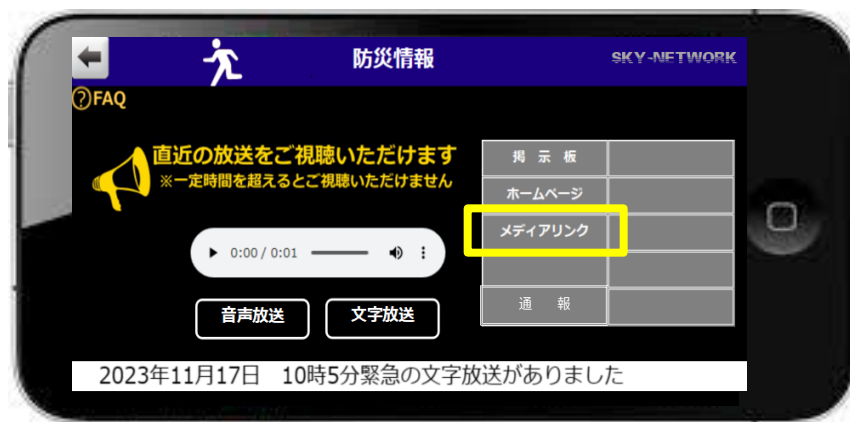 防災情報
SKY-NETWORK
?FAQ
直近の放送をご視聴いただけます
※一定時間を超えるとご視聴いただけません
0:00 / 0:01
音声放送
文字放送
掲示板
ホームページ
メディアリンク
通 報
2023年11月17日 10時5分緊急の文字放送がありました